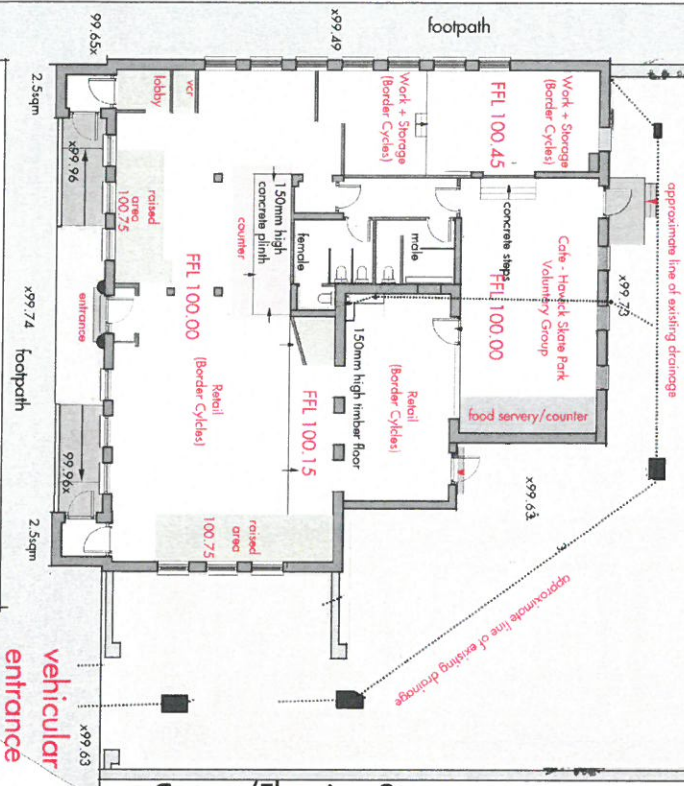 footpath
99.65x
x99.49
2.5sqm
lobby
vcr
Work + Storage
(Border Cycles)
FFL 100.45
Work + Storage
(Border Cycles)
approximate line of existing drainage
x99.96
raised
area
100.75
150mm high
concrete plinth
counter
female
male
concrete steps
FFL 100.00
Cafe - Hawick Skate Park
Voluntary Group
x99.73
entrance
FFL 100.00
x99.74
footpath
Retail
(Border Cylcles)
FFL 100.15
150mm high timber floor
Retail
(Border Cycles)
food servery/counter
99.96x
2.5sqm
raised
area
100.75
x99.63
approximate line of existing drainage
vehicular
entrance
x99.63